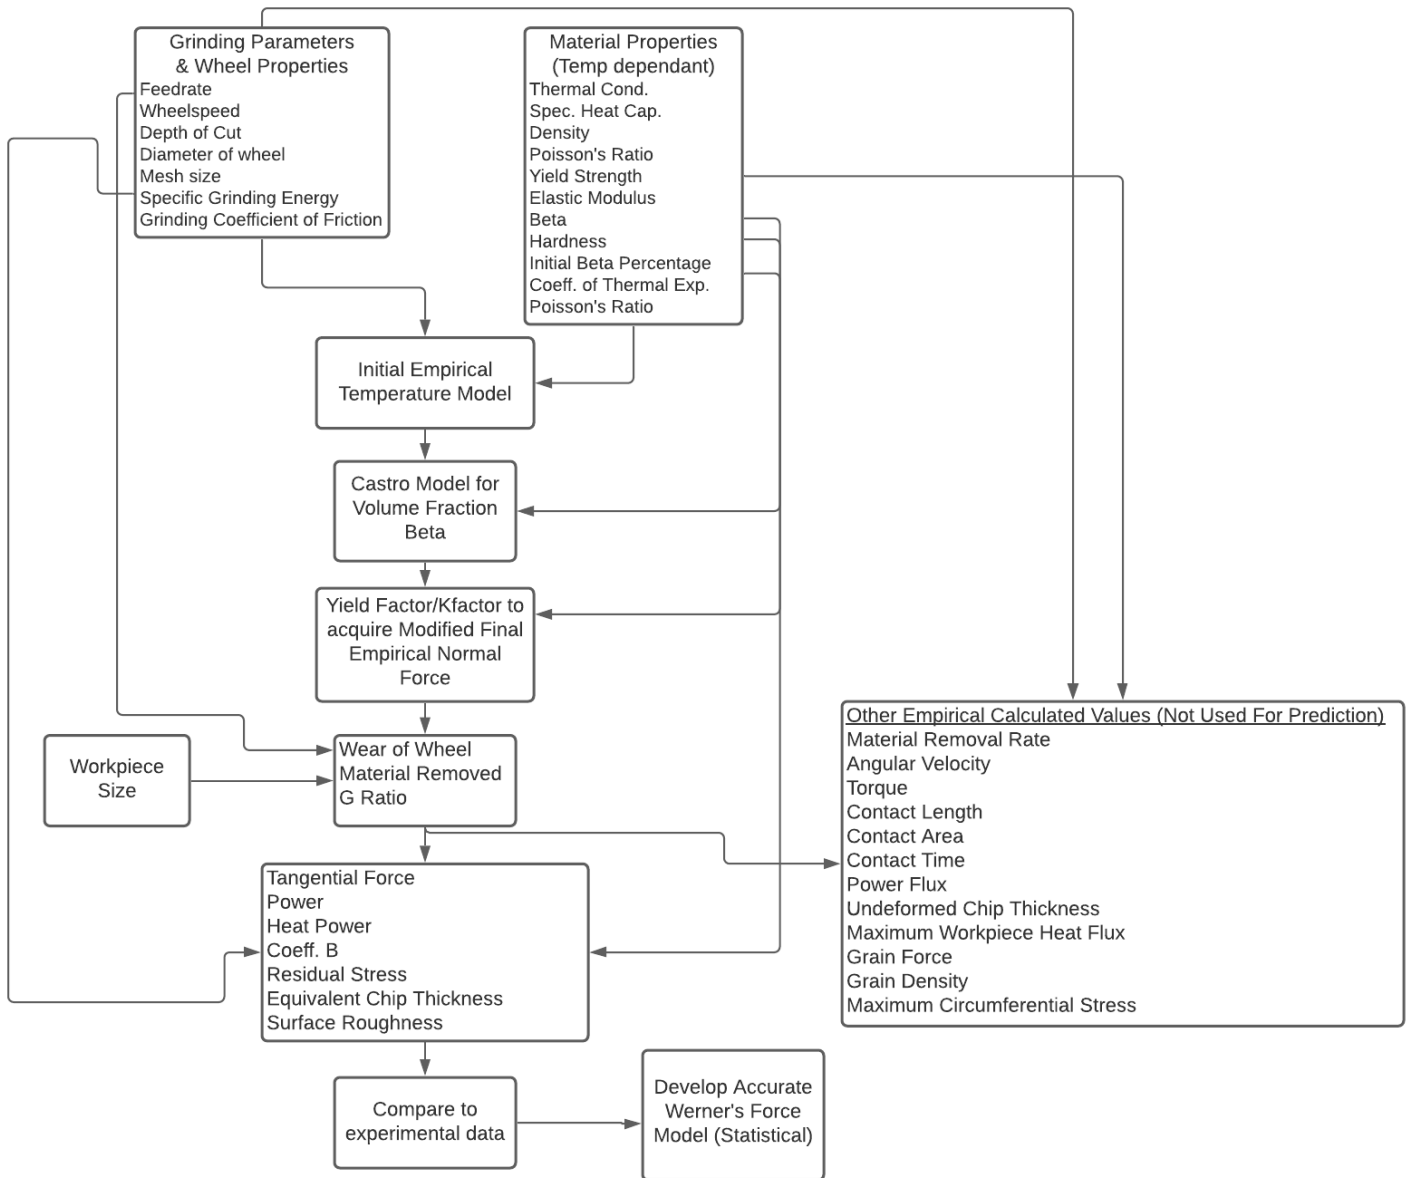 Grinding Parameters
& Wheel Properties
Feedrate
Wheelspeed
Depth of Cut
Diameter of wheel
Mesh size
Specific Grinding Energy
Grinding Coefficient of Friction
Material Properties
(Temp dependant)
Thermal Cond.
Spec. Heat Cap.
Density
Poisson's Ratio
Yield Strength
Elastic Modulus
Beta
Hardness
Initial Beta Percentage
Coeff. of Thermal Exp.
Poisson's Ratio
Initial Empirical
Temperature Model
Castro Model for
Volume Fraction
Beta
Yield Factor/Kfactor to
acquire Modified Final
Empirical Normal
Force
Workpiece
Size
Wear of Wheel
Material Removed
G Ratio
Other Empirical Calculated Values (Not Used For Prediction)
Material Removal Rate
Angular Velocity
Torque
Contact Length
Contact Area
Contact Time
Power Flux
Undeformed Chip Thickness
Maximum Workpiece Heat Flux
Grain Force
Grain Density
Maximum Circumferential Stress
Tangential Force
Power
Heat Power
Coeff. B
Residual Stress
Equivalent Chip Thickness
Surface Roughness
Compare to
experimental data
Develop Accurate
Werner's Force
Model (Statistical)